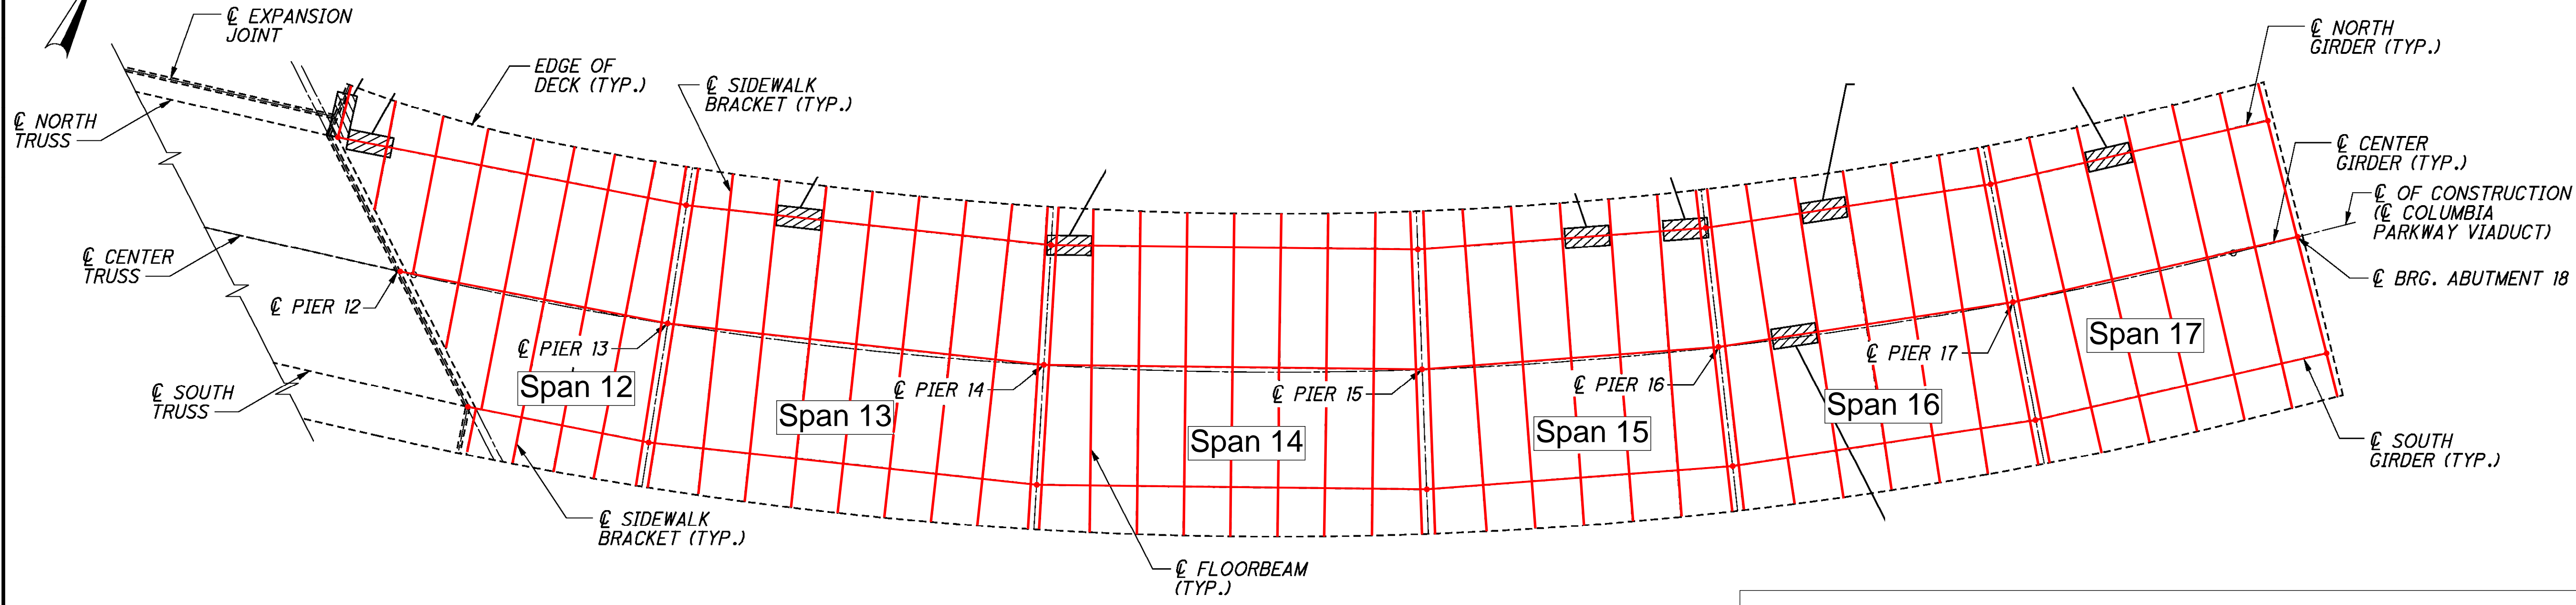 ℄ EXPANSION
JOINT
EDGE OF
DECK (TYP.)
℄ SIDEWALK
BRACKET (TYP.)
℄ NORTH
GIRDER (TYP.)
℄ NORTH
TRUSS
℄ CENTER
GIRDER (TYP.)
℄ OF CONSTRUCTION
(℄ COLUMBIA
PARKWAY VIADUCT)
℄ CENTER
TRUSS
℄ PIER 12
℄ BRG. ABUTMENT 18
℄ PIER 13
℄ PIER 14
℄ PIER 15
℄ PIER 16
℄ PIER 17
Span 12
Span 13
Span 14
Span 15
Span 16
Span 17
℄ SOUTH
TRUSS
℄ SOUTH
GIRDER (TYP.)
℄ SIDEWALK
BRACKET (TYP.)
℄ FLOORBEAM
(TYP.)